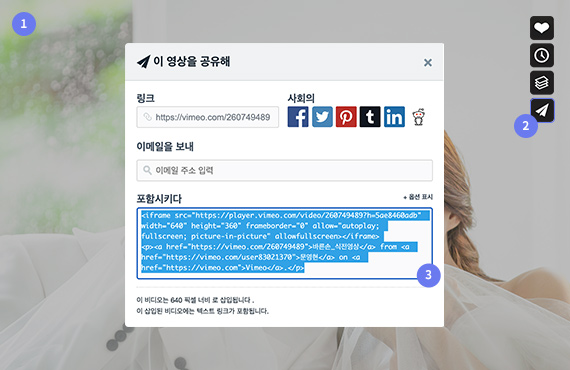 1
이 영상을 공유해
×
링크
사회의
https://vimeo.com/260749489
2
이메일을 보내
이메일 주소 입력
포함시키다
+ 옵션 표시
<iframe src="https://player.vimeo.com/video/260749489?h=5ae8460adb"
width="640" height="360" frameborder="0" allow="autoplay;
fullscreen; picture-in-picture" allowfullscreen></iframe>
<p><a href="https://vimeo.com/260749489">바른손_식전영상</a> from <a
href="https://vimeo.com/user83021370">문영현</a> on <a
href="https://vimeo.com">Vimeo</a>.</p>
3
이 비디오는 640 픽셀 너비 로 삽입됩니다 .
이 삽입된 비디오에는 텍스트 링크가 포함됩니다.